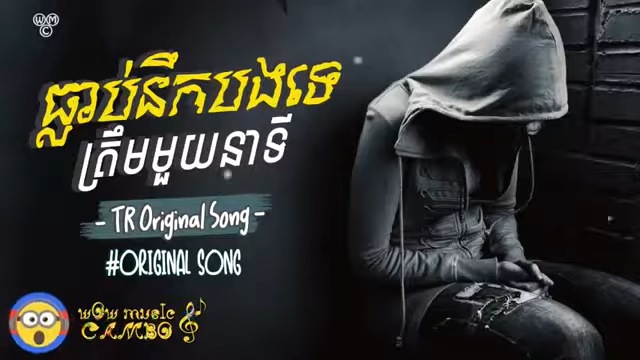 WMC
ធ្លាប់នឹកបងទេ
ត្រឹមមួយនាទី
- TR Original Song -
#ORIGINAL SONG
wOw music
CAMBO